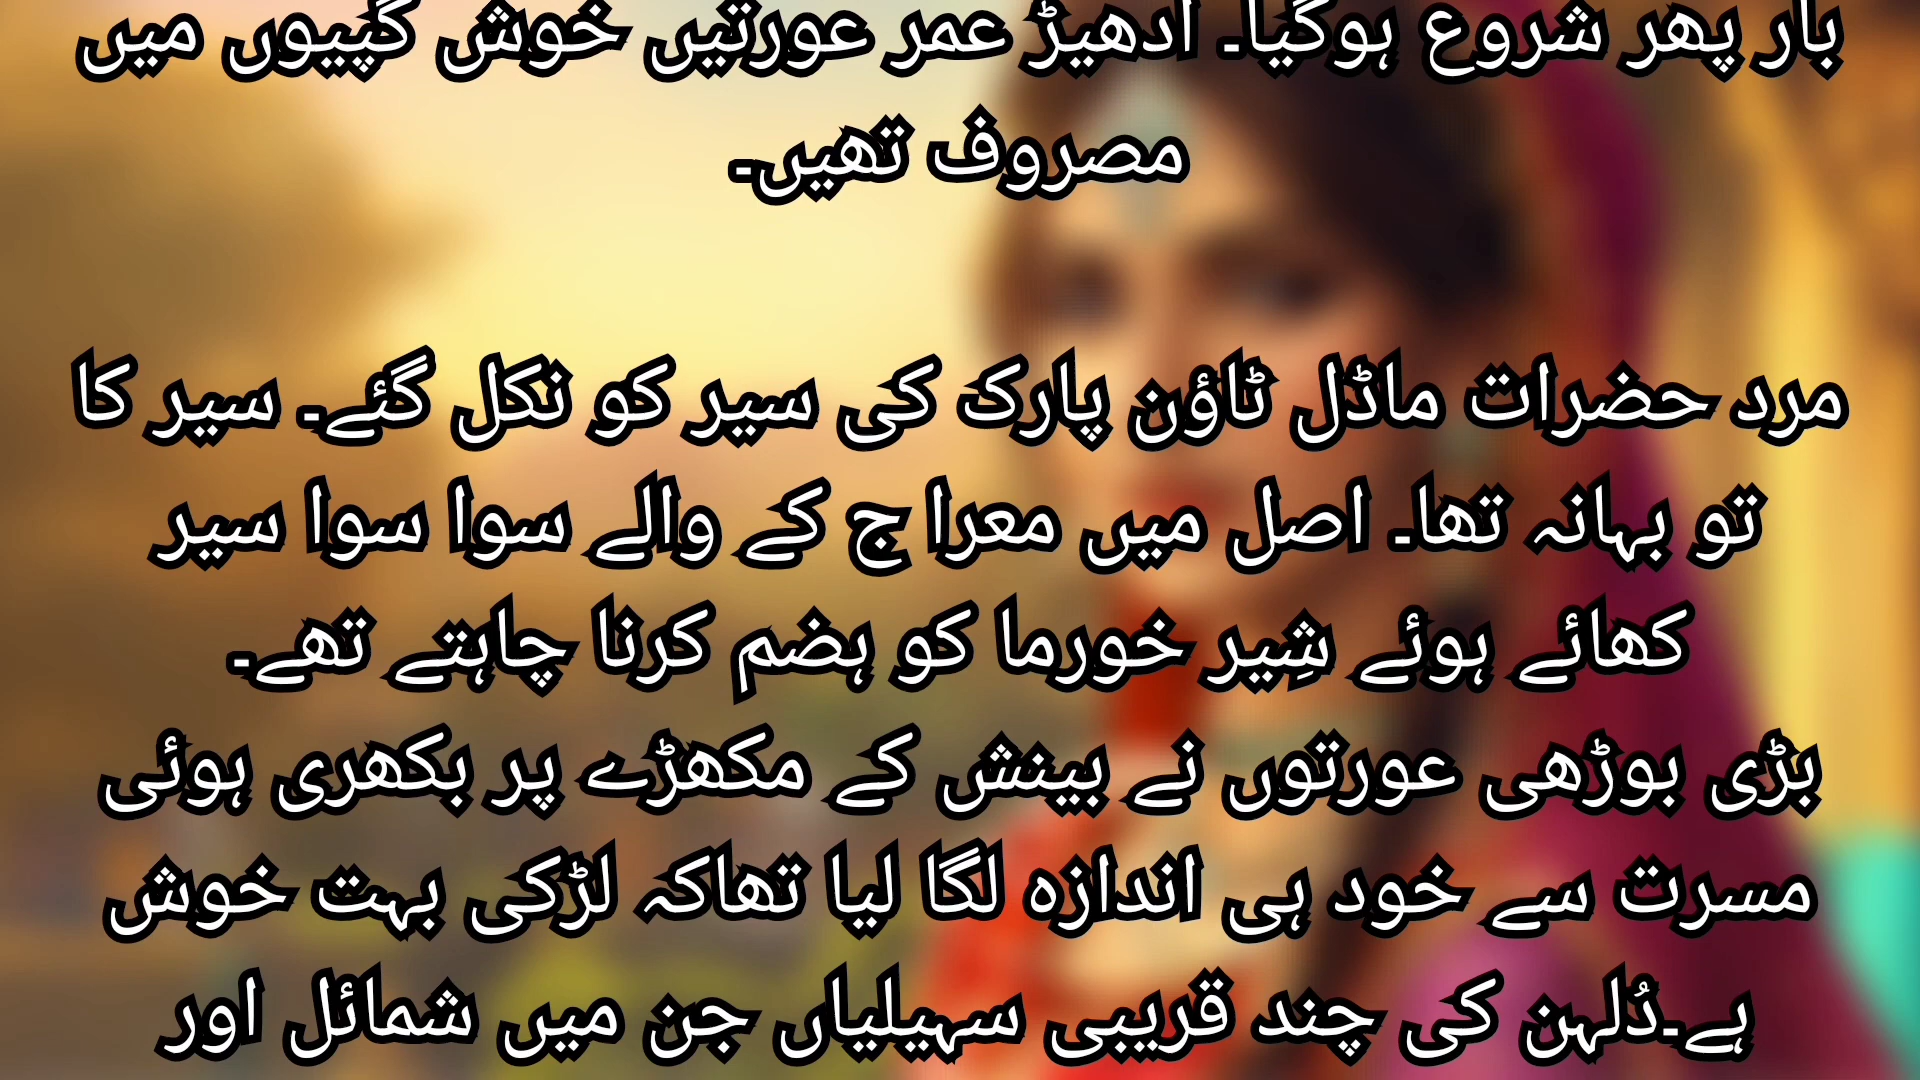 بار پھر شروع ہوگیا۔ ادھیڑ عمر عورتیں خوش گپیوں میں
مصروف تھیں۔
مرد حضرات ماڈل ٹاؤن پارک کی سیر کو نکل گئے۔ سیر کا
تو بہانہ تھا۔ اصل میں معرا ج کے والے سوا سوا سیر
کھائے ہوئے شِیر خورما کو ہضم کرنا چاہتے تھے۔
بڑی بوڑھی عورتوں نے بینش کے مکھڑے پر بکھری ہوئی
مسرت سے خود ہی اندازہ لگا لیا تھاکہ لڑکی بہت خوش
ہے۔دُلہن کی چند قریبی سہیلیاں جن میں شمائل اور